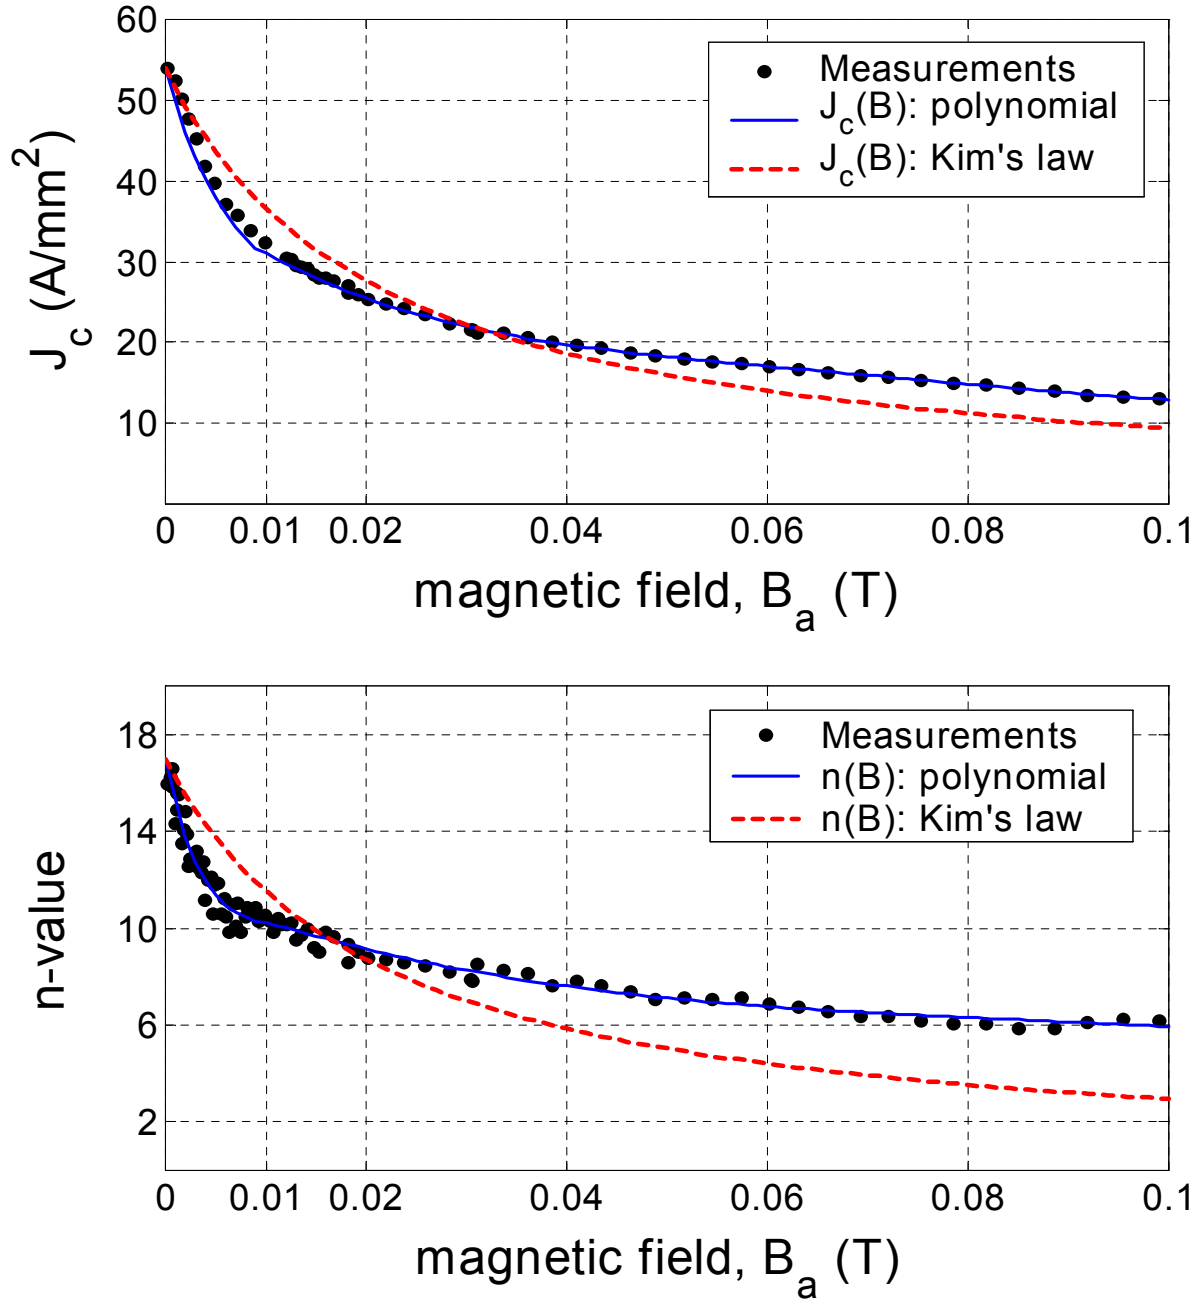 60
50
40
30
20
10
J_c (A/mm^2)
Measurements
J_c(B): polynomial
J_c(B): Kim's law
0 0.01 0.02 0.04 0.06 0.08 0.1
magnetic field, B_a (T)
18
14
10
6
2
n-value
Measurements
n(B): polynomial
n(B): Kim's law
0 0.01 0.02 0.04 0.06 0.08 0.1
magnetic field, B_a (T)